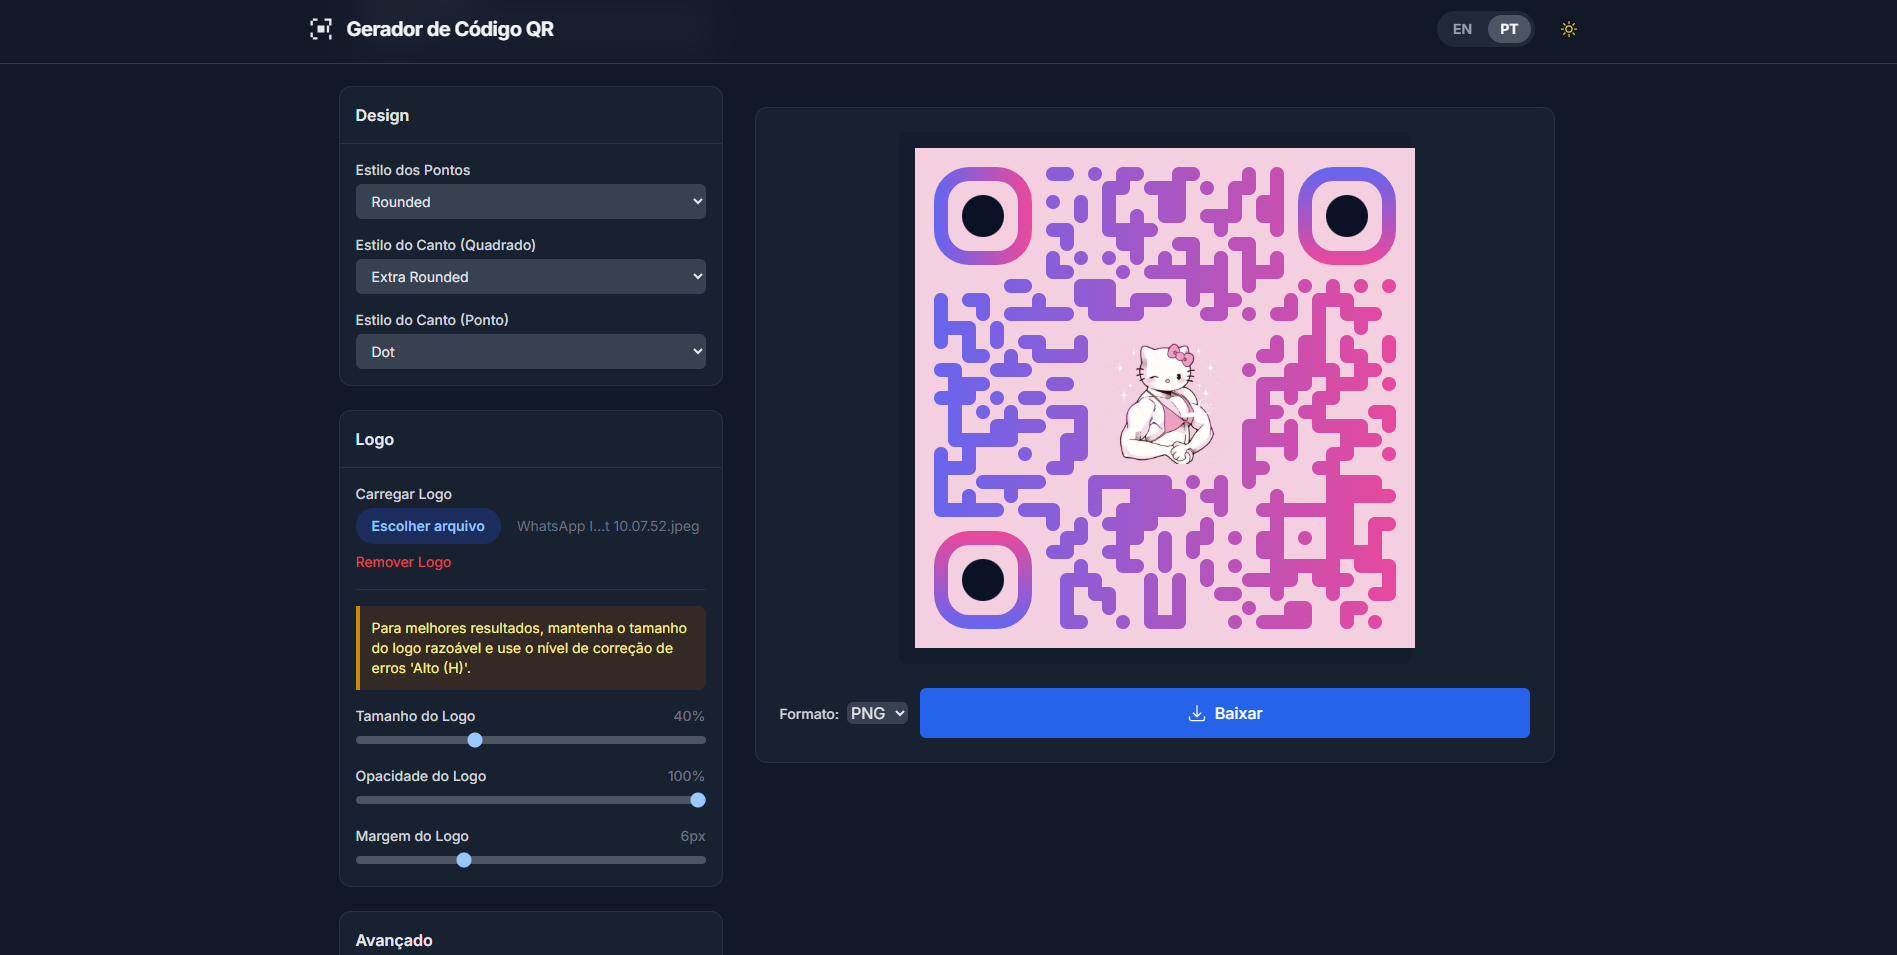 Gerador de Código QR
EN PT
Design
Estilo dos Pontos
Rounded
Estilo do Canto (Quadrado)
Extra Rounded
Estilo do Canto (Ponto)
Dot
Logo
Carregar Logo
Escolher arquivo WhatsApp I...t 10.07.52.jpeg
Remover Logo
Para melhores resultados, mantenha o tamanho
do logo razoável e use o nível de correção de
erros 'Alto (H)'.
Tamanho do Logo 40%
Opacidade do Logo 100%
Margem do Logo 6px
Avançado
Formato: PNG Baixar